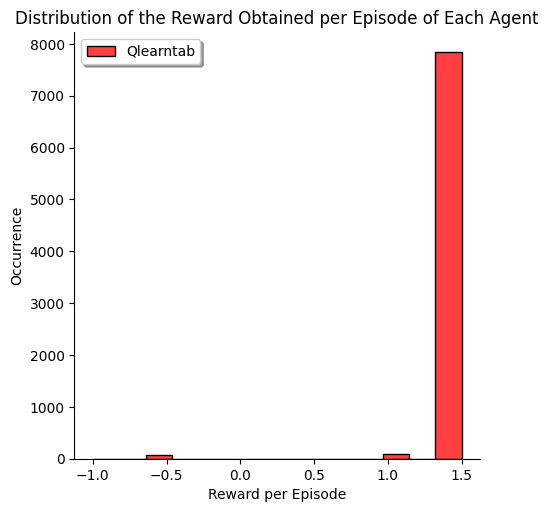 Distribution of the Reward Obtained per Episode of Each Agent
Qlearntab
8000
7000
6000
5000
4000
3000
2000
1000
0
Occurrence
−1.0 −0.5 0.0 0.5 1.0 1.5
Reward per Episode